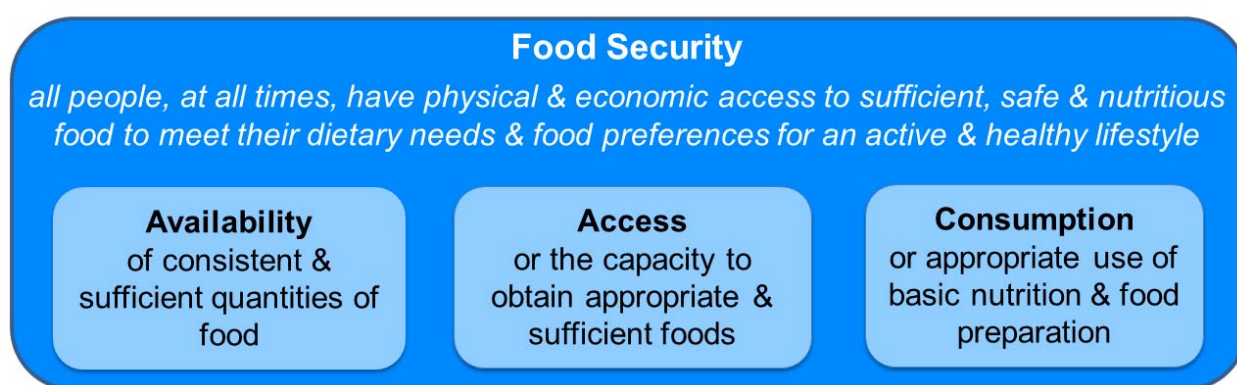 Food Security
all people, at all times, have physical & economic access to sufficient, safe & nutritious
food to meet their dietary needs & food preferences for an active & healthy lifestyle
Availability
of consistent &
sufficient quantities of
food
Access
or the capacity to
obtain appropriate &
sufficient foods
Consumption
or appropriate use of
basic nutrition & food
preparation